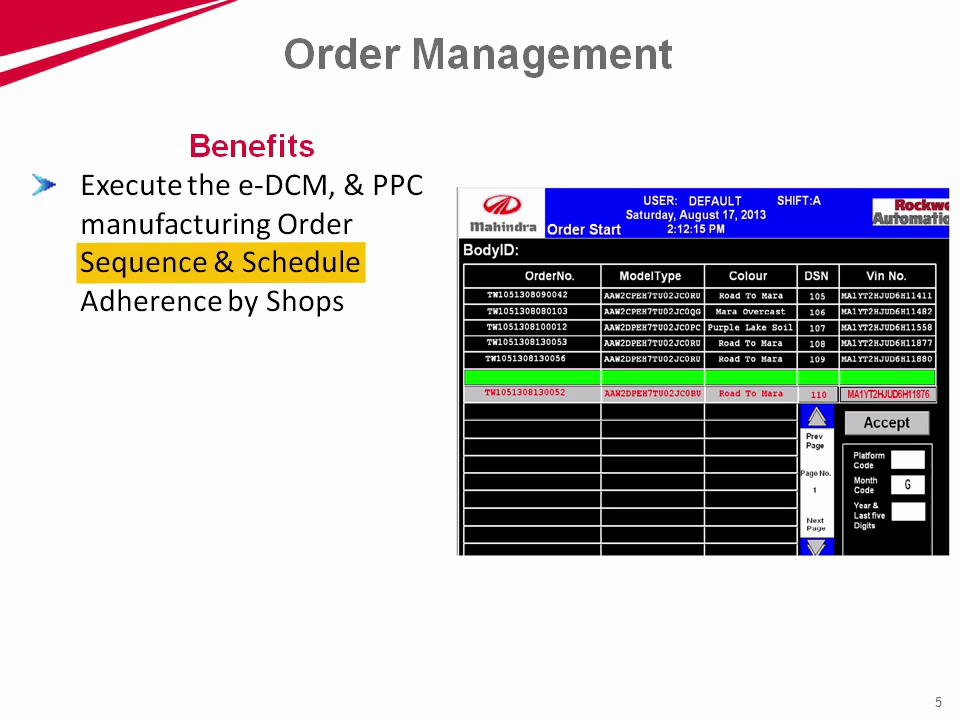 Order Management
Benefits
Execute the e-DCM, & PPC
manufacturing Order
Sequence & Schedule
Adherence by Shops
Mahindra
USER: DEFAULT SHIFT:A
Saturday, August 17, 2013
Order Start 2:12:15 PM
Rockwe
Automatic
BodyID:
OrderNo. ModelType Colour DSN Vin No.
TW1051308090042 AAW2CPEH7TU02JC0RU Road To Mara 105 MA1YT2HJUD6H11411
TW1051308080103 AAW2CPEH7TU02JC0QG Mara Overcast 106 MA1YT2HJUD6H11482
TW1051308100012 AAW2DPEH7TU02JC0PC Purple Lake Soil 107 MA1YT2HJUD6H11558
TW1051308130053 AAW2DPEH7TU02JC0RU Road To Mara 108 MA1YT2HJUD6H11877
TW1051308130056 AAW2DPEH7TU02JC0RU Road To Mara 109 MA1YT2HJUD6H11880
TW1051308130052 AAW2DPEH7TU02JC0RU Road To Mara 110 MA1YT2HJUD6H11876
Prev
Page
Page No.
1
Next
Page
Accept
Platform
Code
Month
Code G
Year &
Last five
Digits
5